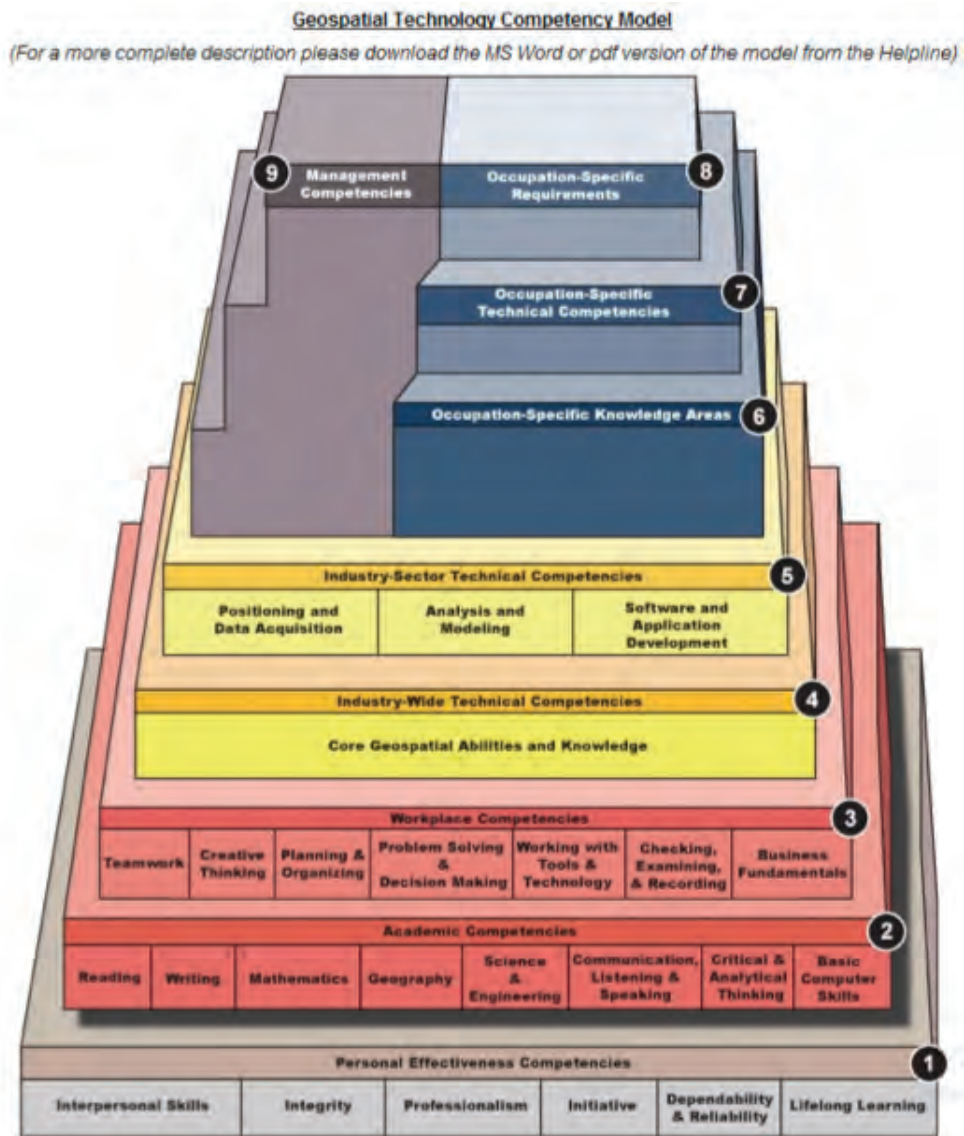 Geospatial Technology Competency Model
(For a more complete description please download the MS Word or pdf version of the model from the Helpline)
9
Management
Competencies
Occupation-Specific
Requirements
8
Occupation-Specific
Technical Competencies
7
Occupation-Specific Knowledge Areas
6
Industry-Sector Technical Competencies
5
Positioning and
Data Acquisition
Analysis and
Modeling
Software and
Application
Development
Industry-Wide Technical Competencies
4
Core Geospatial Abilities and Knowledge
Workplace Competencies
3
Teamwork
Creative
Thinking
Planning &
Organizing
Problem Solving
&
Decision Making
Working with
Tools &
Technology
Checking,
Examining,
& Recording
Business
Fundamentals
Academic Competencies
2
Reading
Writing
Mathematics
Geography
Science
&
Engineering
Communication,
Listening &
Speaking
Critical &
Analytical
Thinking
Basic
Computer
Skills
Personal Effectiveness Competencies
1
Interpersonal Skills
Integrity
Professionalism
Initiative
Dependability
& Reliability
Lifelong Learning